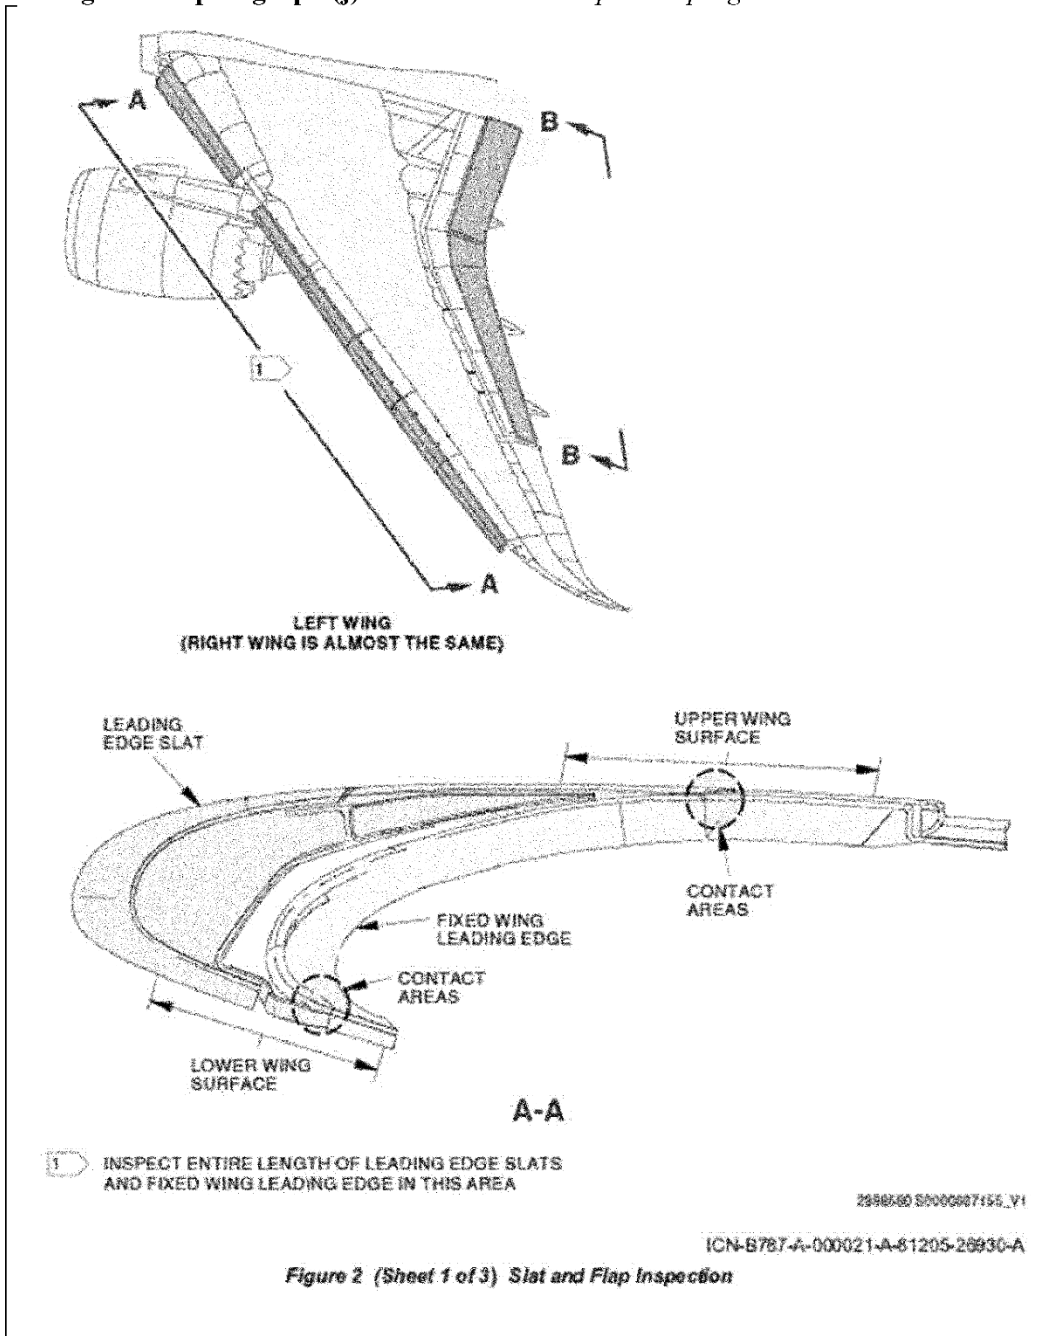 A
B
1
B
A
LEFT WING
(RIGHT WING IS ALMOST THE SAME)
LEADING
EDGE SLAT
UPPER WING
SURFACE
CONTACT
AREAS
FIXED WING
LEADING EDGE
CONTACT
AREAS
LOWER WING
SURFACE
A-A
1 INSPECT ENTIRE LENGTH OF LEADING EDGE SLATS
AND FIXED WING LEADING EDGE IN THIS AREA
ICN-B787-A-000021-A-81205-26930-A
Figure 2 (Sheet 1 of 3) Slat and Flap Inspection